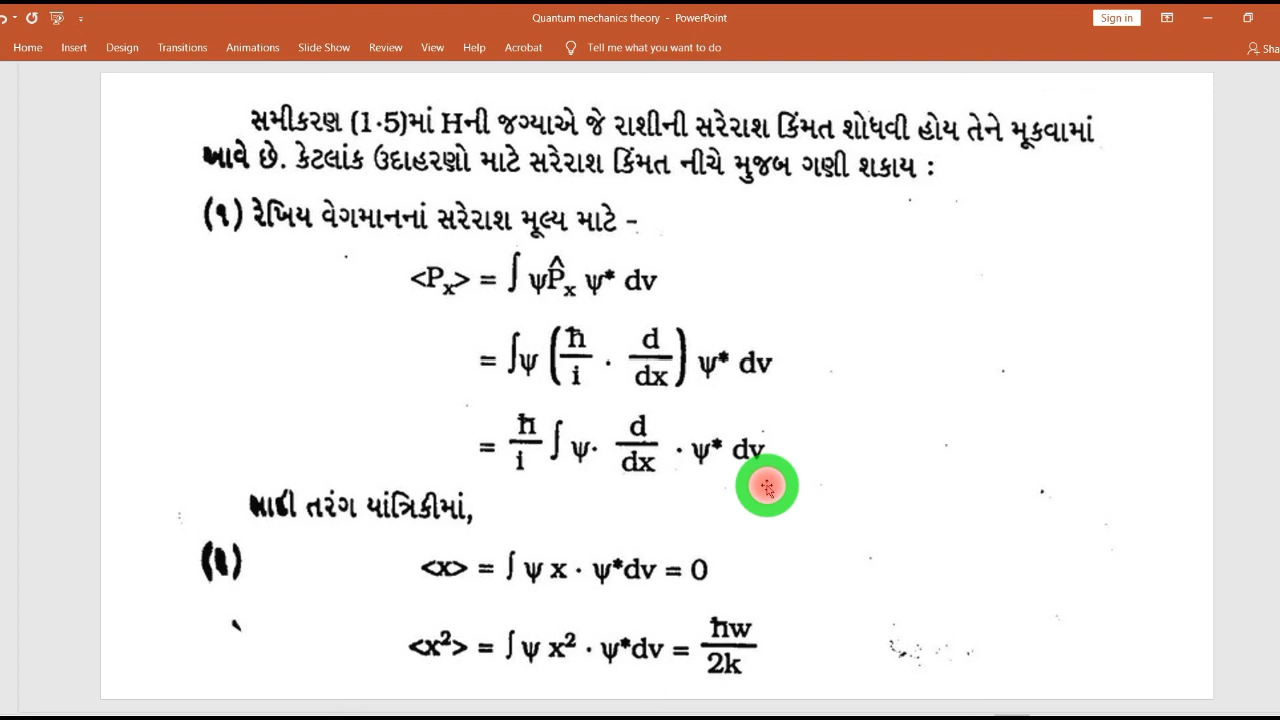 Quantum mechanics theory - PowerPoint
Sign in
Home Insert Design Transitions Animations Slide Show Review View Help Acrobat Tell me what you want to do Sha
સમીકરણ (1·5)માં Hની જગ્યાએ જે રાશીની સરેરાશ કિંમત શોધવી હોય તેને મૂકવામાં
આવે છે. કેટલાંક ઉદાહરણો માટે સરેરાશ કિંમત નીચે મુજબ ગણી શકાય :
(૧) રેખિય વેગમાનનાં સરેરાશ મૂલ્ય માટે -
<Pₓ> = ∫ ψP̂ₓ ψ* dv
= ∫ψ (ħ/i · d/dx) ψ* dv
= ħ/i ∫ ψ· d/dx · ψ* dv
તરંગ યાંત્રિકીમાં,
<x> = ∫ ψ x · ψ*dv = 0
<x²> = ∫ ψ x² · ψ*dv = ħw/2k